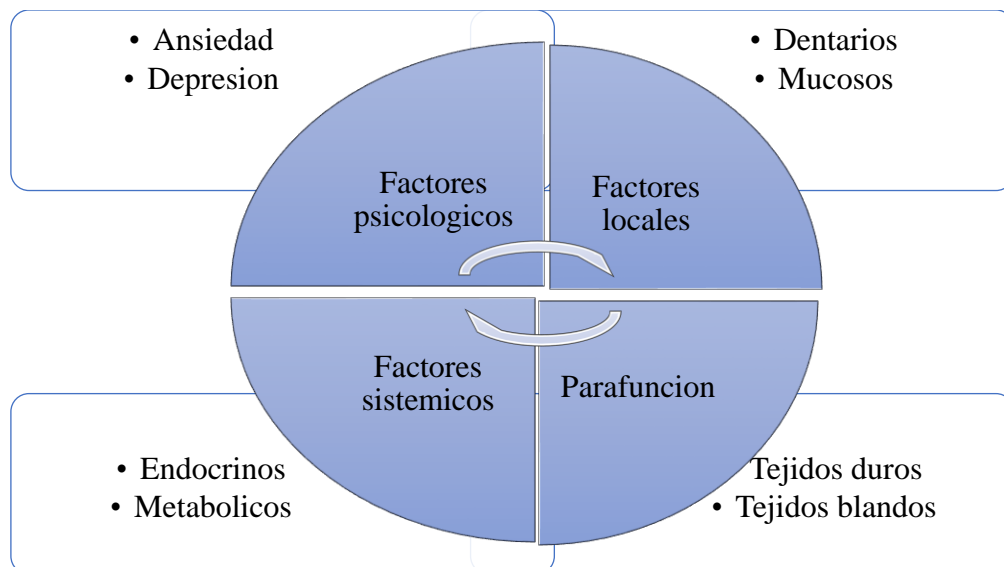 • Ansiedad
• Depresion
• Dentarios
• Mucosos
Factores
psicologicos
Factores
locales
Factores
sistemicos
Parafuncion
• Endocrinos
• Metabolicos
Tejidos duros
• Tejidos blandos